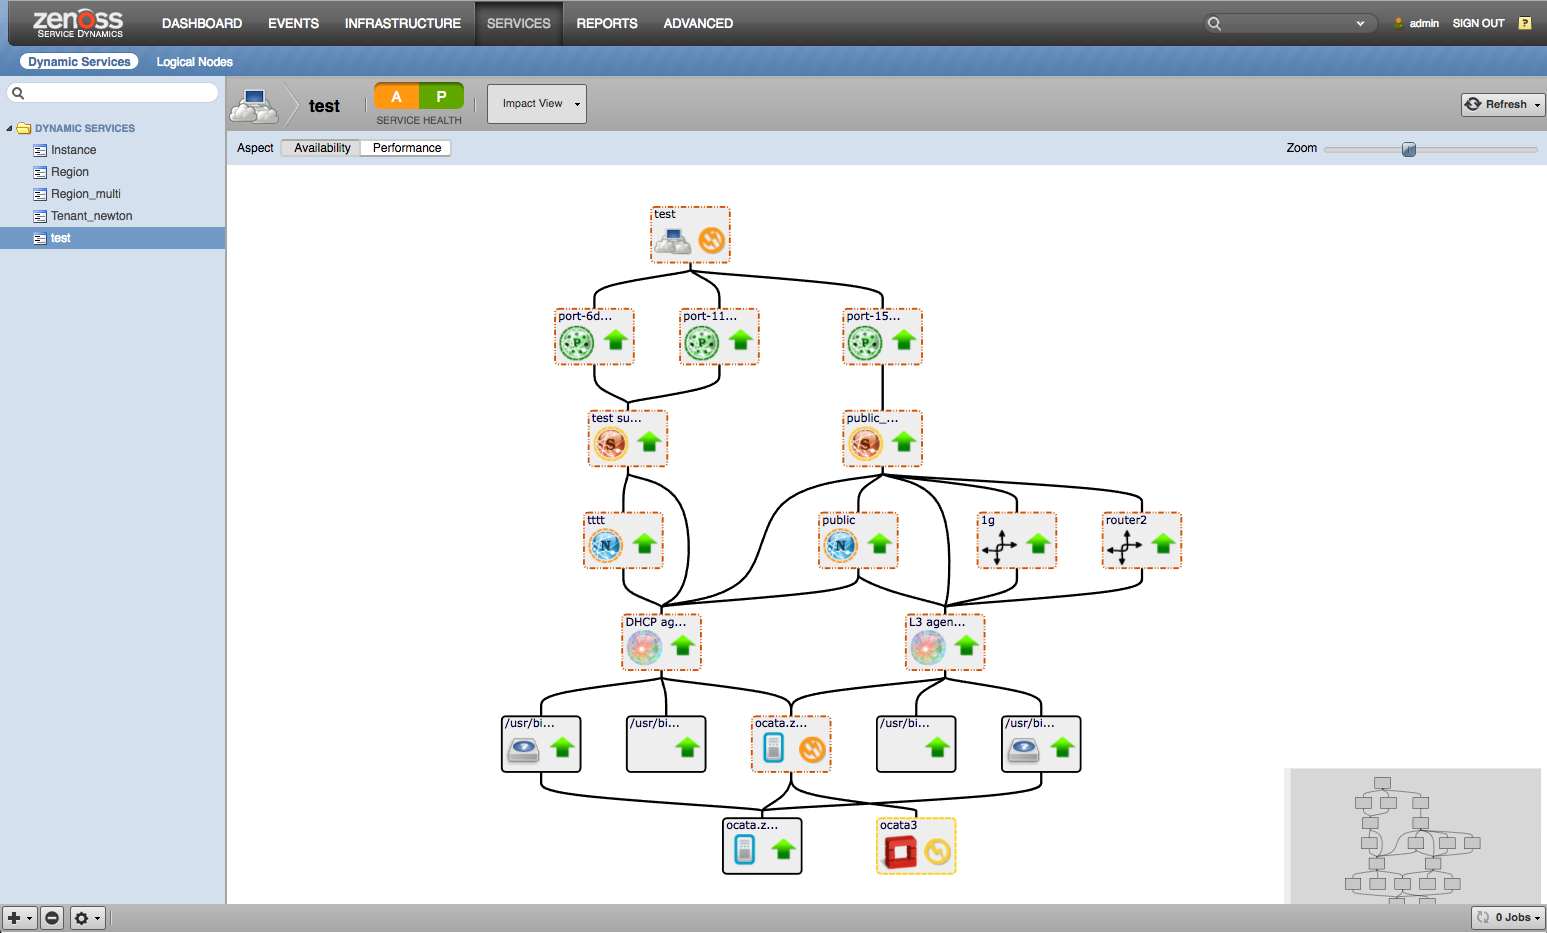 zenoss
SERVICE DYNAMICS
DASHBOARD EVENTS INFRASTRUCTURE SERVICES REPORTS ADVANCED
admin SIGN OUT ?
Dynamic Services Logical Nodes
test
A P
SERVICE HEALTH
Impact View
Refresh
DYNAMIC SERVICES
Instance
Region
Region_multi
Tenant_newton
test
Aspect Availability Performance
Zoom
test
port-6d... port-11... port-15...
P P P
test su... public_...
S S
tttt public 1g router2
N N
DHCP ag... L3 agen...
/usr/bi... /usr/bi... ocata.z... /usr/bi... /usr/bi...
ocata.z... ocata3
0 Jobs